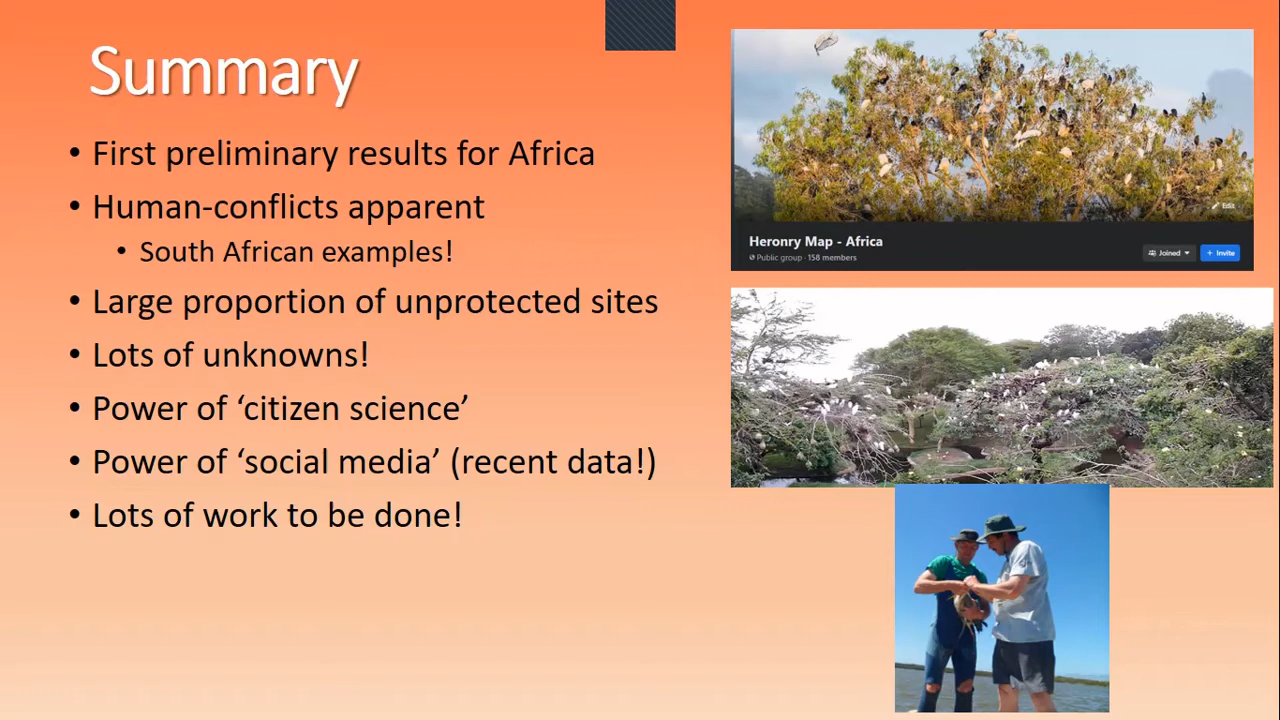 Summary
• First preliminary results for Africa
• Human-conflicts apparent
• South African examples!
• Large proportion of unprotected sites
• Lots of unknowns!
• Power of ‘citizen science’
• Power of ‘social media’ (recent data!)
• Lots of work to be done!
Edit
Heronry Map - Africa
Public group · 158 members
Joined
+ Invite